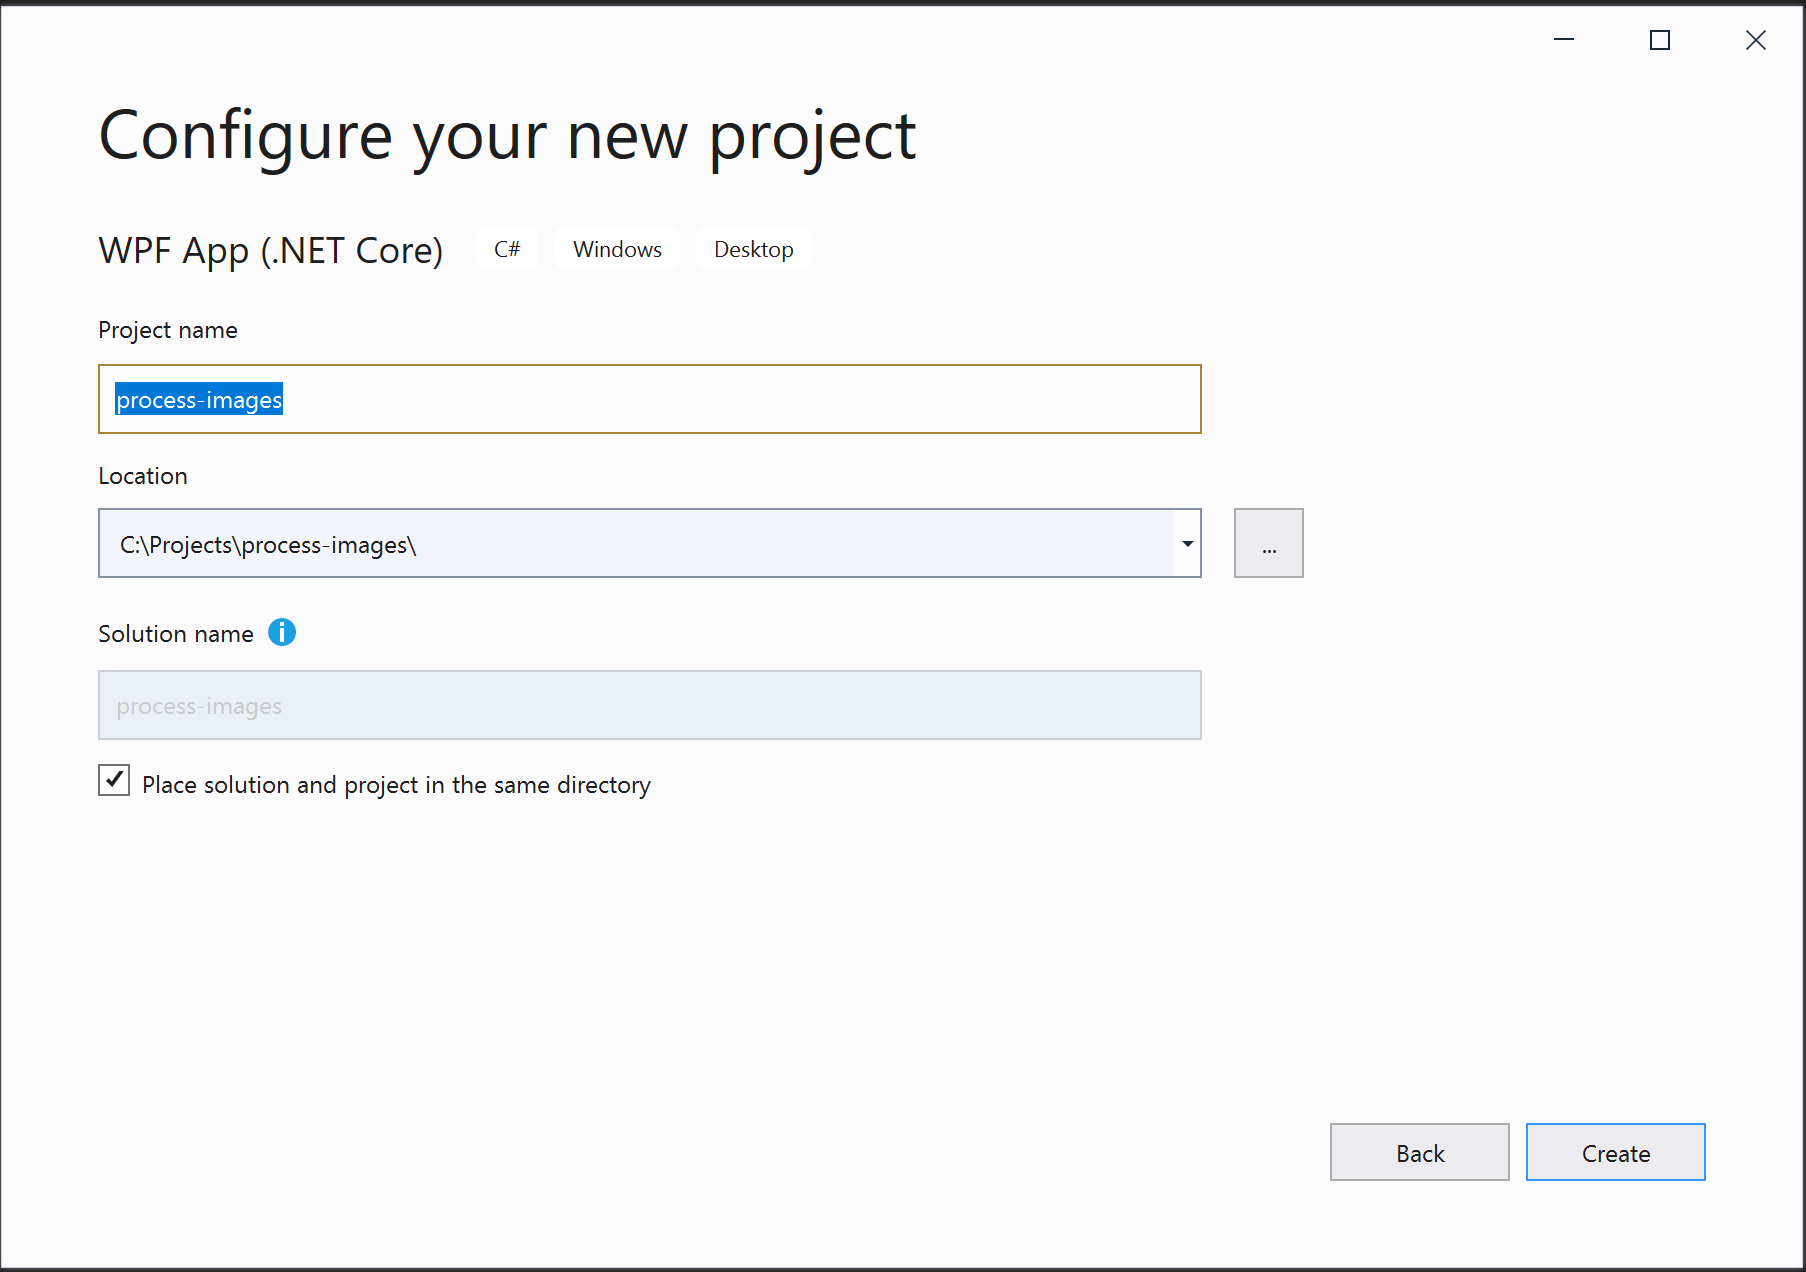 Configure your new project
WPF App (.NET Core) C# Windows Desktop
Project name
process-images
Location
C:\Projects\process-images\
...
Solution name
process-images
Place solution and project in the same directory
Back Create